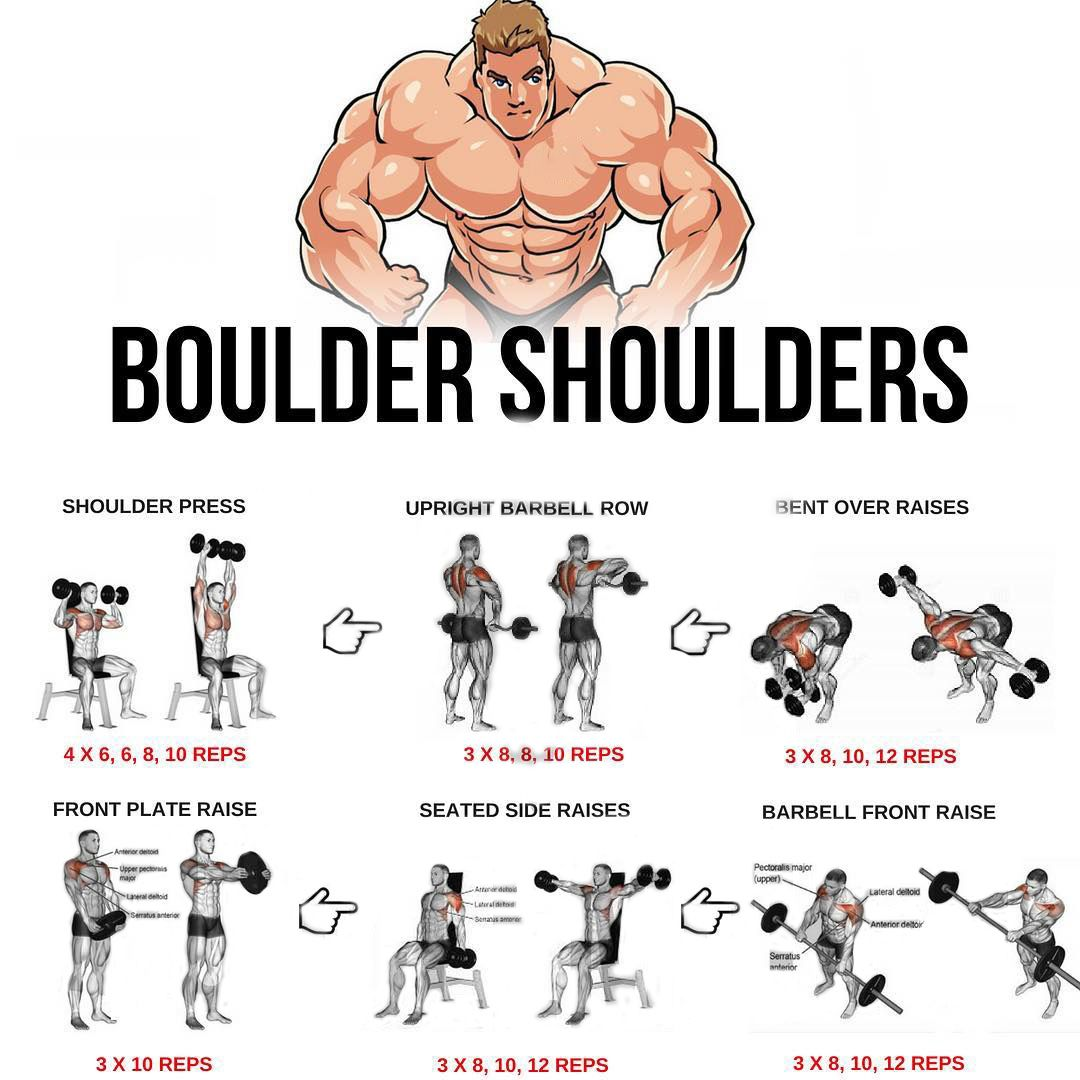 BOULDER SHOULDERS
SHOULDER PRESS
UPRIGHT BARBELL ROW
BENT OVER RAISES
4 X 6, 6, 8, 10 REPS
3 X 8, 8, 10 REPS
3 X 8, 10, 12 REPS
FRONT PLATE RAISE
SEATED SIDE RAISES
BARBELL FRONT RAISE
Anterior deltoid
Upper pectoralis
major
Lateral deltoid
Serratus anterior
Anterior deltoid
Lateral deltoid
Serratus anterior
Pectoralis major
(upper)
Lateral deltoid
Anterior deltoi
Serratus
anterior
3 X 10 REPS
3 X 8, 10, 12 REPS
3 X 8, 10, 12 REPS